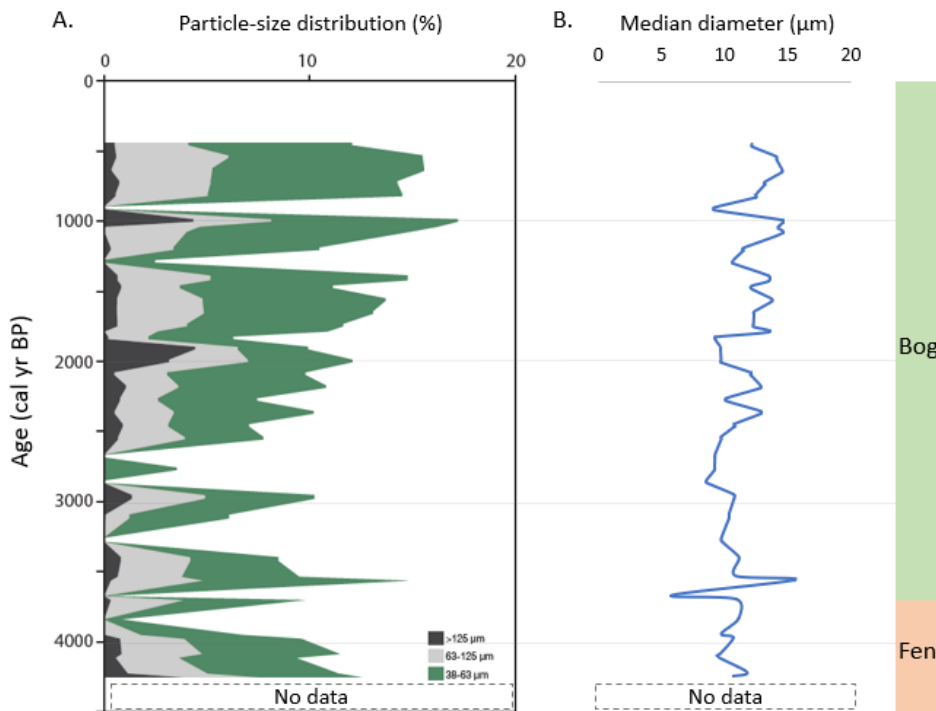 A. Particle-size distribution (%) B. Median diameter (µm)
0 10 20 0 5 10 15 20
0
1000
2000
3000
4000
Age (cal yr BP)
>125 µm
63-125 µm
38-63 µm
No data No data
Bog
Fen